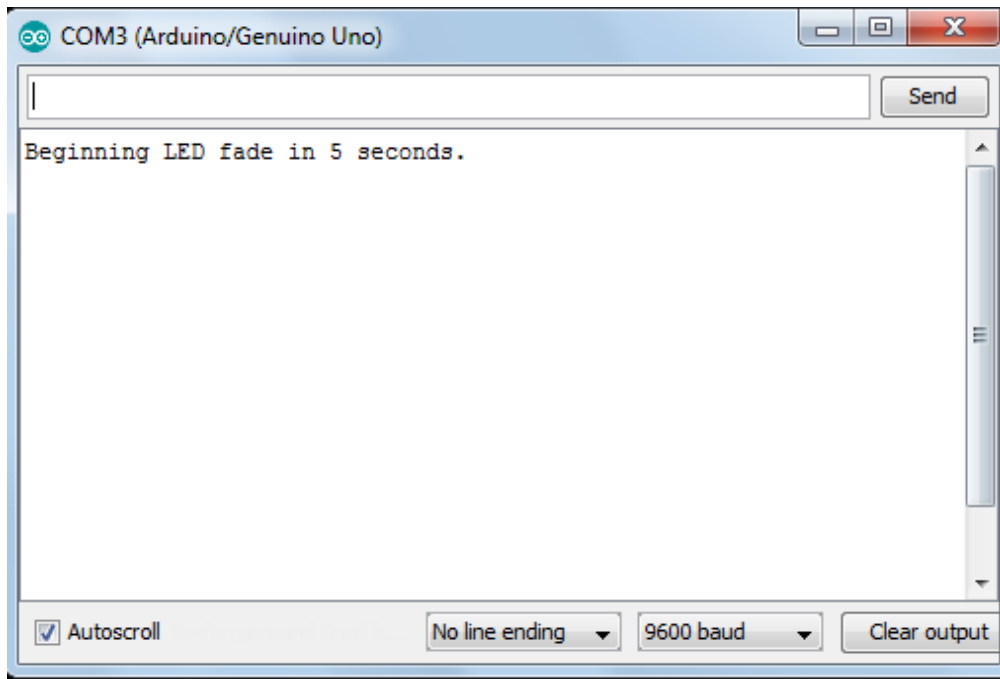 COM3 (Arduino/Genuino Uno)
Send
Beginning LED fade in 5 seconds.
Autoscroll
No line ending
9600 baud
Clear output